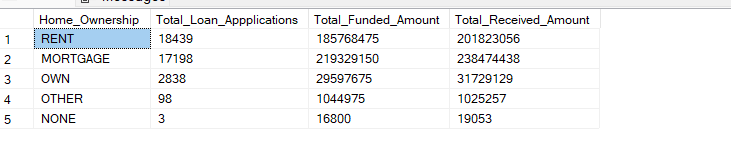 Messages
Home_Ownership Total_Loan_Appplications Total_Funded_Amount Total_Received_Amount
1 RENT 18439 185768475 201823056
2 MORTGAGE 17198 219329150 238474438
3 OWN 2838 29597675 31729129
4 OTHER 98 1044975 1025257
5 NONE 3 16800 19053